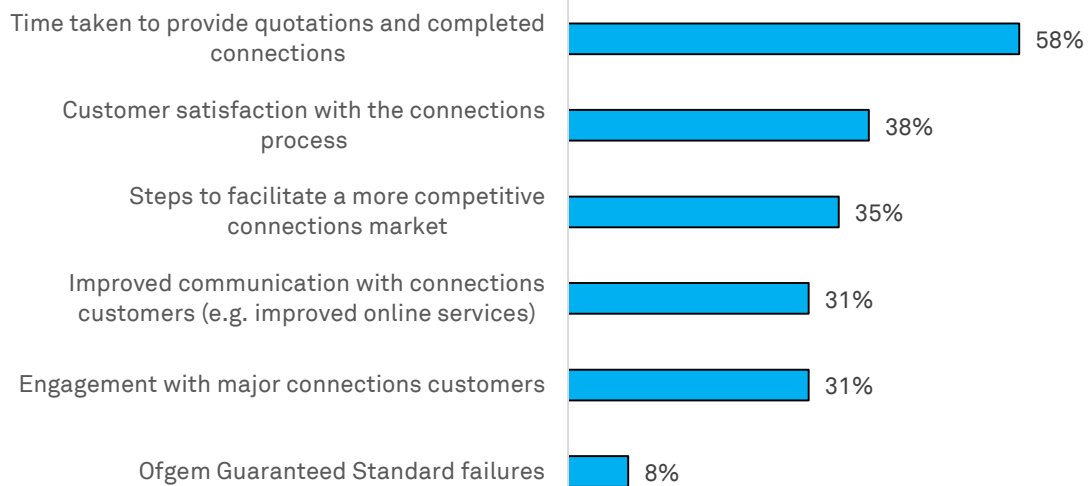 Time taken to provide quotations and completed
connections
58%
Customer satisfaction with the connections
process
38%
Steps to facilitate a more competitive
connections market
35%
Improved communication with connections
customers (e.g. improved online services)
31%
Engagement with major connections customers
31%
Ofgem Guaranteed Standard failures
8%